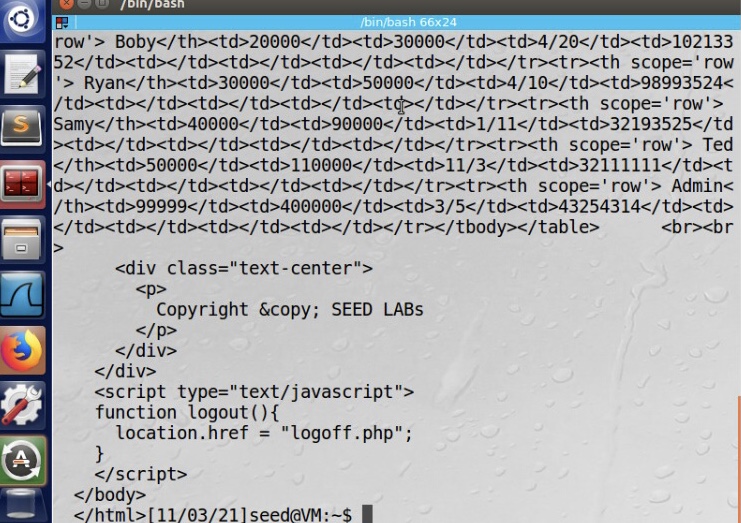 /bin/bash
/bin/bash 66x24
row'> Boby</th><td>20000</td><td>30000</td><td>4/20</td><td>102133
52</td><td></td><td></td><td></td><td></td></tr><tr><th scope='row
'> Ryan</th><td>30000</td><td>50000</td><td>4/10</td><td>98993524<
/td><td></td><td></td><td></td><td></td></tr><tr><th scope='row'>
Samy</th><td>40000</td><td>90000</td><td>1/11</td><td>32193525</td
><td></td><td></td><td></td><td></td></tr><tr><th scope='row'> Ted
</th><td>50000</td><td>110000</td><td>11/3</td><td>32111111</td><t
d></td><td></td><td></td><td></td></tr><tr><th scope='row'> Admin<
/th><td>99999</td><td>400000</td><td>3/5</td><td>43254314</td><td>
</td><td></td><td></td><td></td></tr></tbody></table>      <br><br
>
<div class="text-center">
<p>
Copyright &copy; SEED LABs
</p>
</div>
</div>
<script type="text/javascript">
function logout(){
location.href = "logoff.php";
}
</script>
</body>
</html>[11/03/21]seed@VM:~$